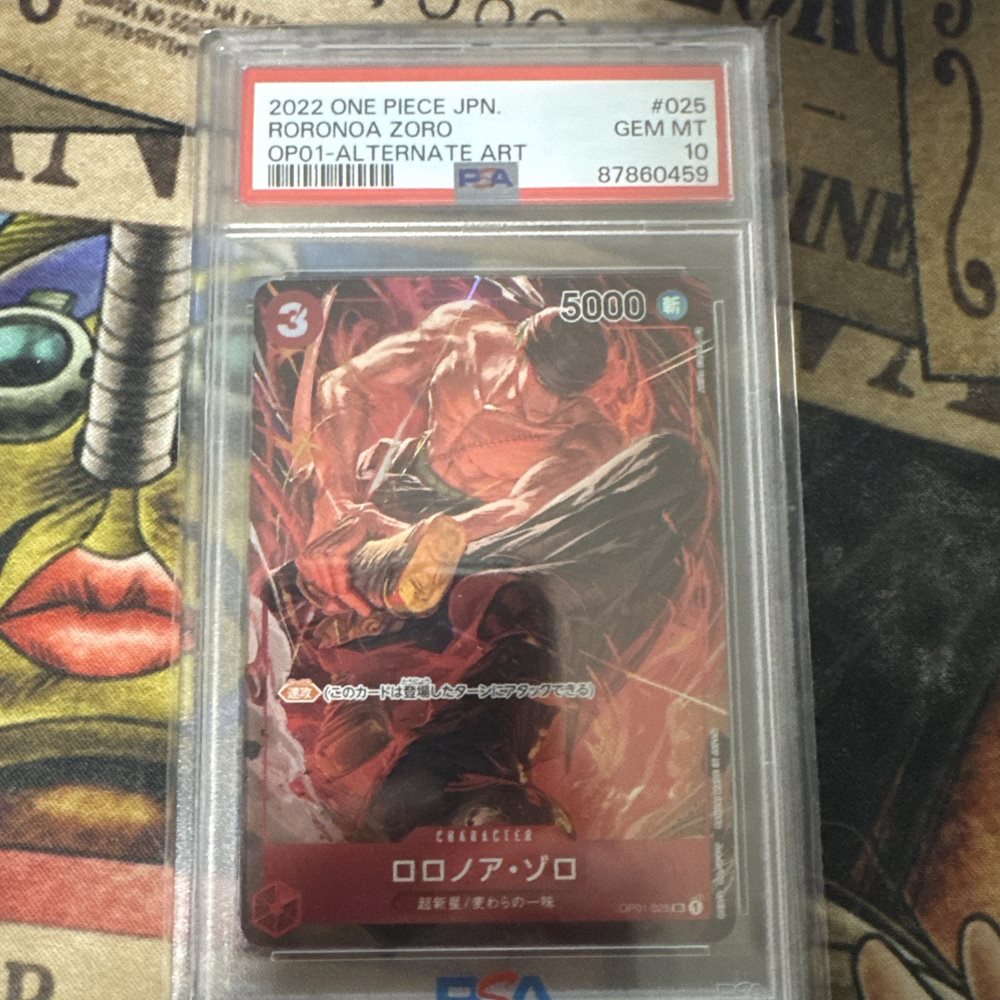 2022 ONE PIECE JPN.
#025
RORONOA ZORO
GEM MT
OP01-ALTERNATE ART
10
PSA
87860459
3
5000
斬
速攻 (このカードは登場したターンにアタックできる)
CHARACTER
ロロノア・ゾロ
超新星/麦わらの一味
OP01-025
1
PSA